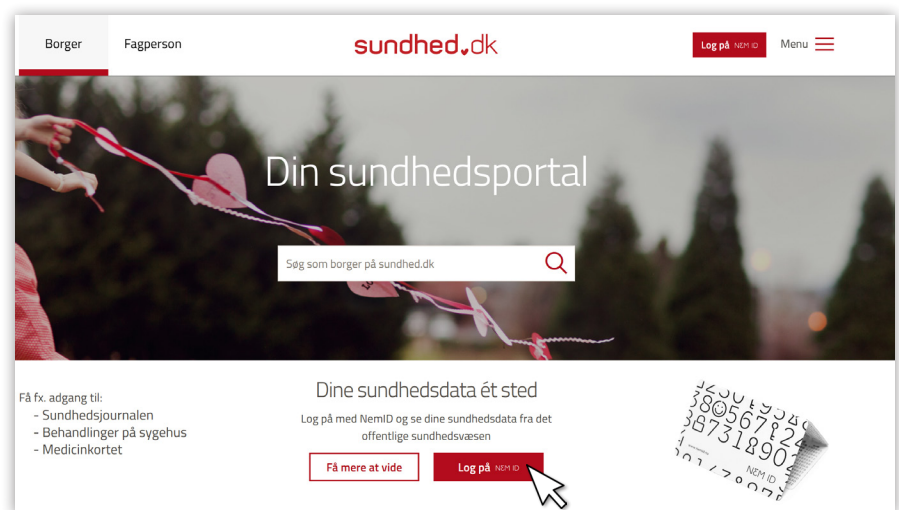 Borger
Fagperson
sundhed.dk
Log på NEM ID
Menu
Din sundhedsportal
Søg som borger på sundhed.dk
Få fx. adgang til:
- Sundhedsjournalen
- Behandlinger på sygehus
- Medicinkortet
Dine sundhedsdata ét sted
Log på med NemID og se dine sundhedsdata fra det
offentlige sundhedsvæsen
Få mere at vide
Log på NEM ID
NEM ID